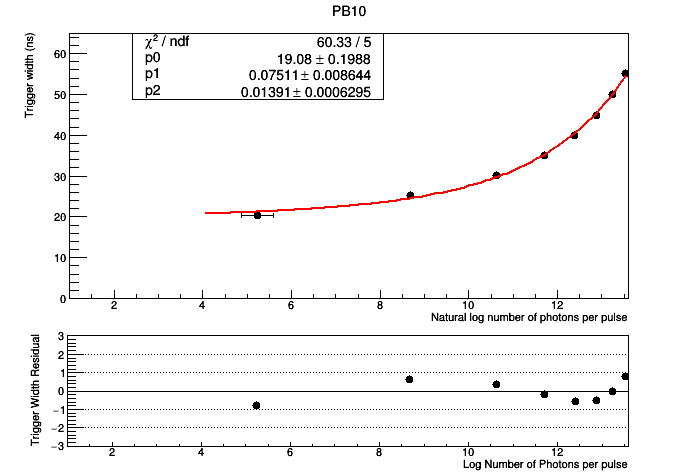 PB10
Trigger width (ns)
χ² / ndf 60.33 / 5
p0 19.08 ± 0.1988
p1 0.07511 ± 0.008644
p2 0.01391 ± 0.0006295
60
50
40
30
20
10
0
2 4 6 8 10 12
Natural log number of photons per pulse
Trigger Width Residual
3
2
1
0
−1
−2
−3
2 4 6 8 10 12
Log Number of Photons per pulse